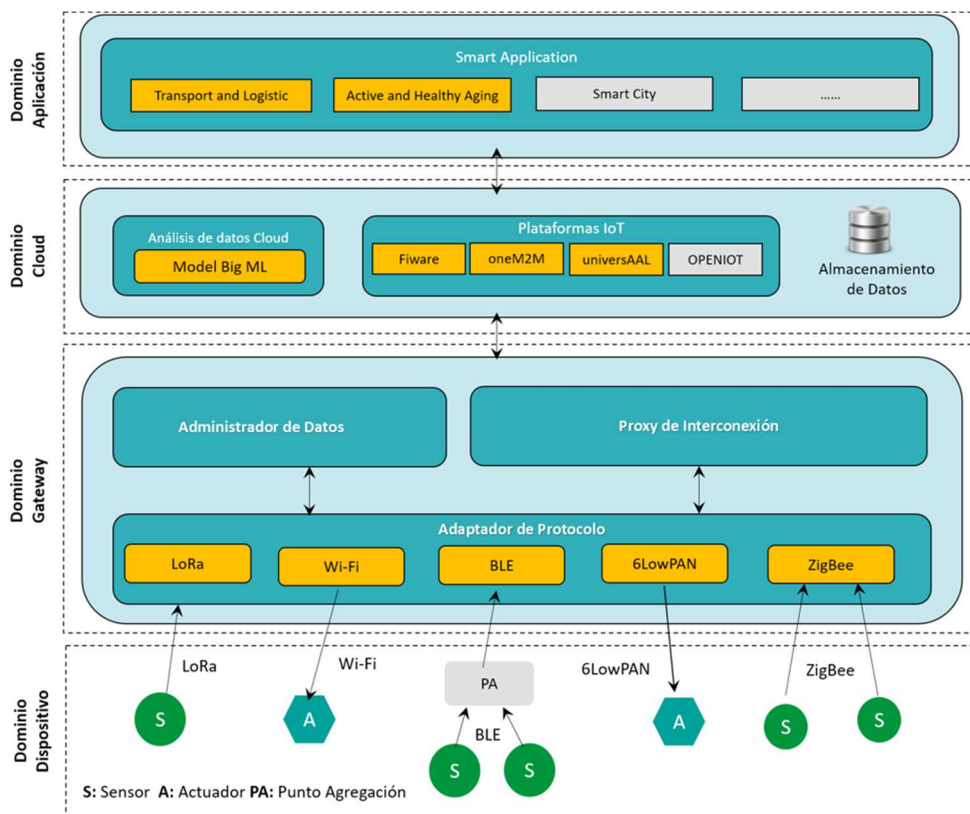 Dominio
Aplicación
Smart Application
Transport and Logistic
Active and Healthy Aging
Smart City
......
Dominio
Cloud
Análisis de datos Cloud
Model Big ML
Plataformas IoT
Fiware
oneM2M
universAAL
OPENIOT
Almacenamiento
de Datos
Dominio
Gateway
Administrador de Datos
Proxy de Interconexión
Adaptador de Protocolo
LoRa
Wi-Fi
BLE
6LowPAN
ZigBee
Dominio
Dispositivo
LoRa
Wi-Fi
PA
6LowPAN
ZigBee
S
A
BLE
A
S
S
S
S
S: Sensor A: Actuador PA: Punto Agregación